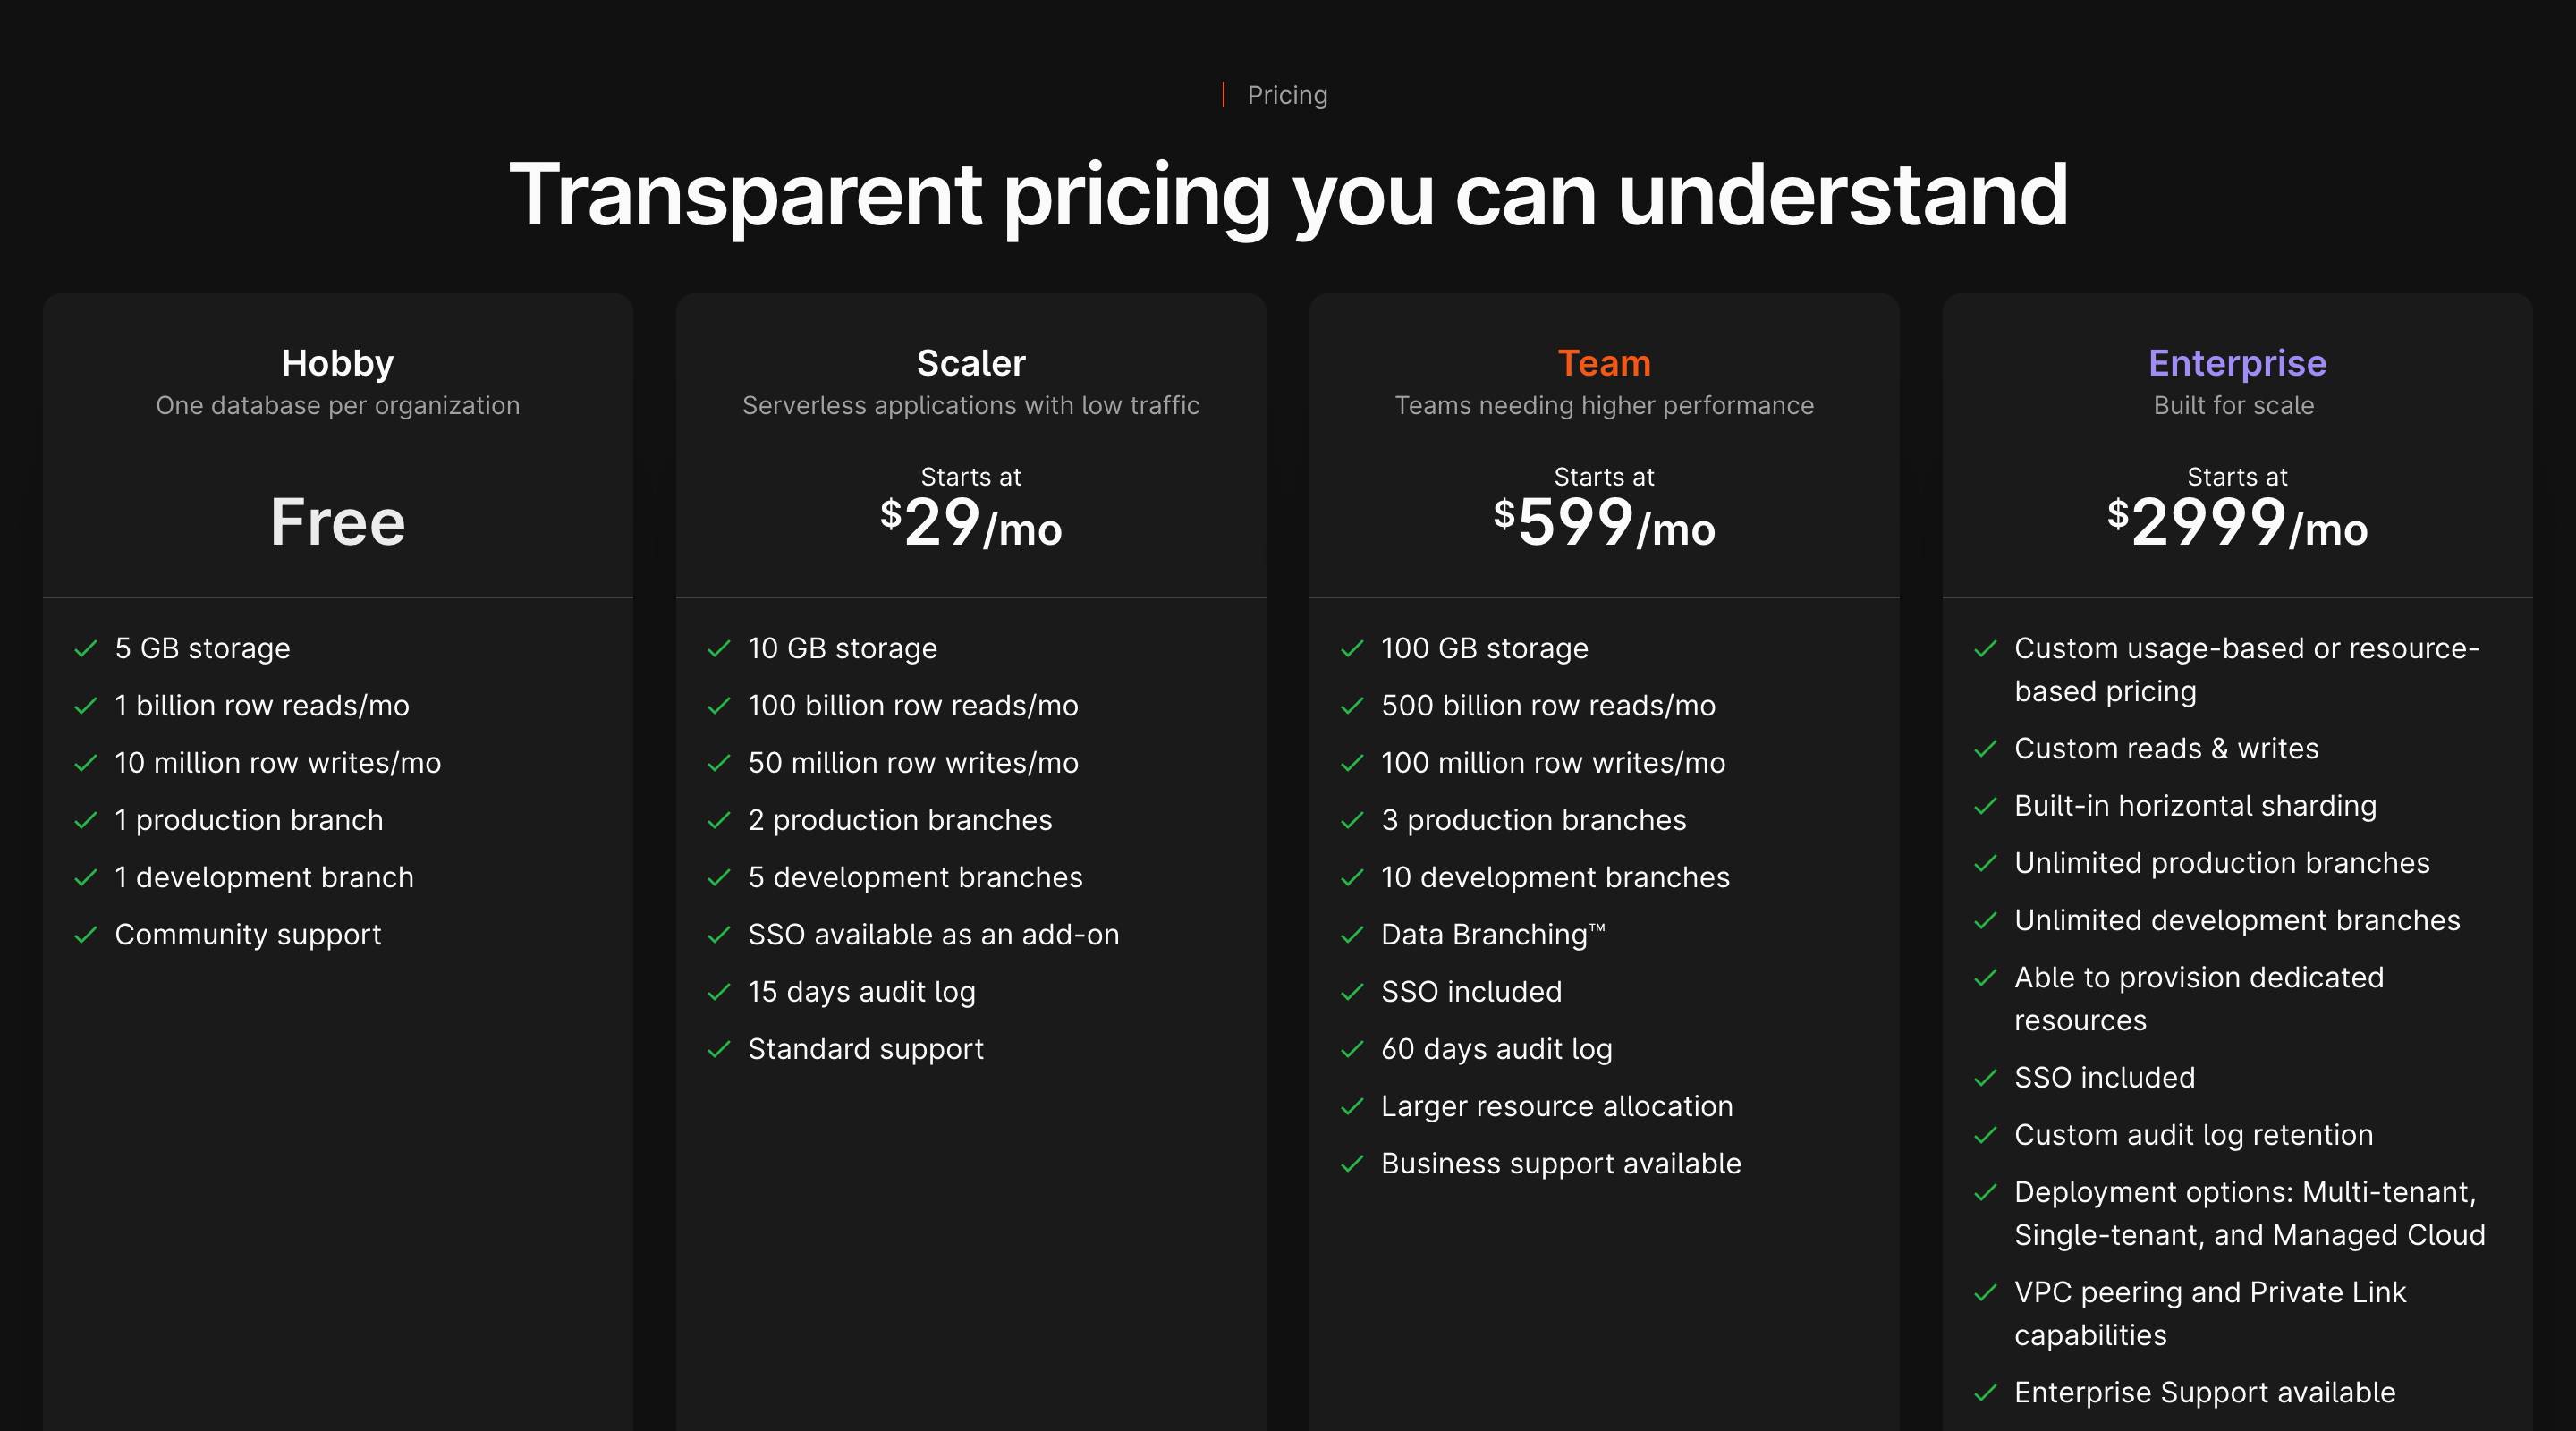 Pricing
Transparent pricing you can understand
Hobby
One database per organization
Free
5 GB storage
1 billion row reads/mo
10 million row writes/mo
1 production branch
1 development branch
Community support
Scaler
Serverless applications with low traffic
Starts at
$29/mo
10 GB storage
100 billion row reads/mo
50 million row writes/mo
2 production branches
5 development branches
SSO available as an add-on
15 days audit log
Standard support
Team
Teams needing higher performance
Starts at
$599/mo
100 GB storage
500 billion row reads/mo
100 million row writes/mo
3 production branches
10 development branches
Data Branching™
SSO included
60 days audit log
Larger resource allocation
Business support available
Enterprise
Built for scale
Starts at
$2999/mo
Custom usage-based or resource-
based pricing
Custom reads & writes
Built-in horizontal sharding
Unlimited production branches
Unlimited development branches
Able to provision dedicated
resources
SSO included
Custom audit log retention
Deployment options: Multi-tenant,
Single-tenant, and Managed Cloud
VPC peering and Private Link
capabilities
Enterprise Support available